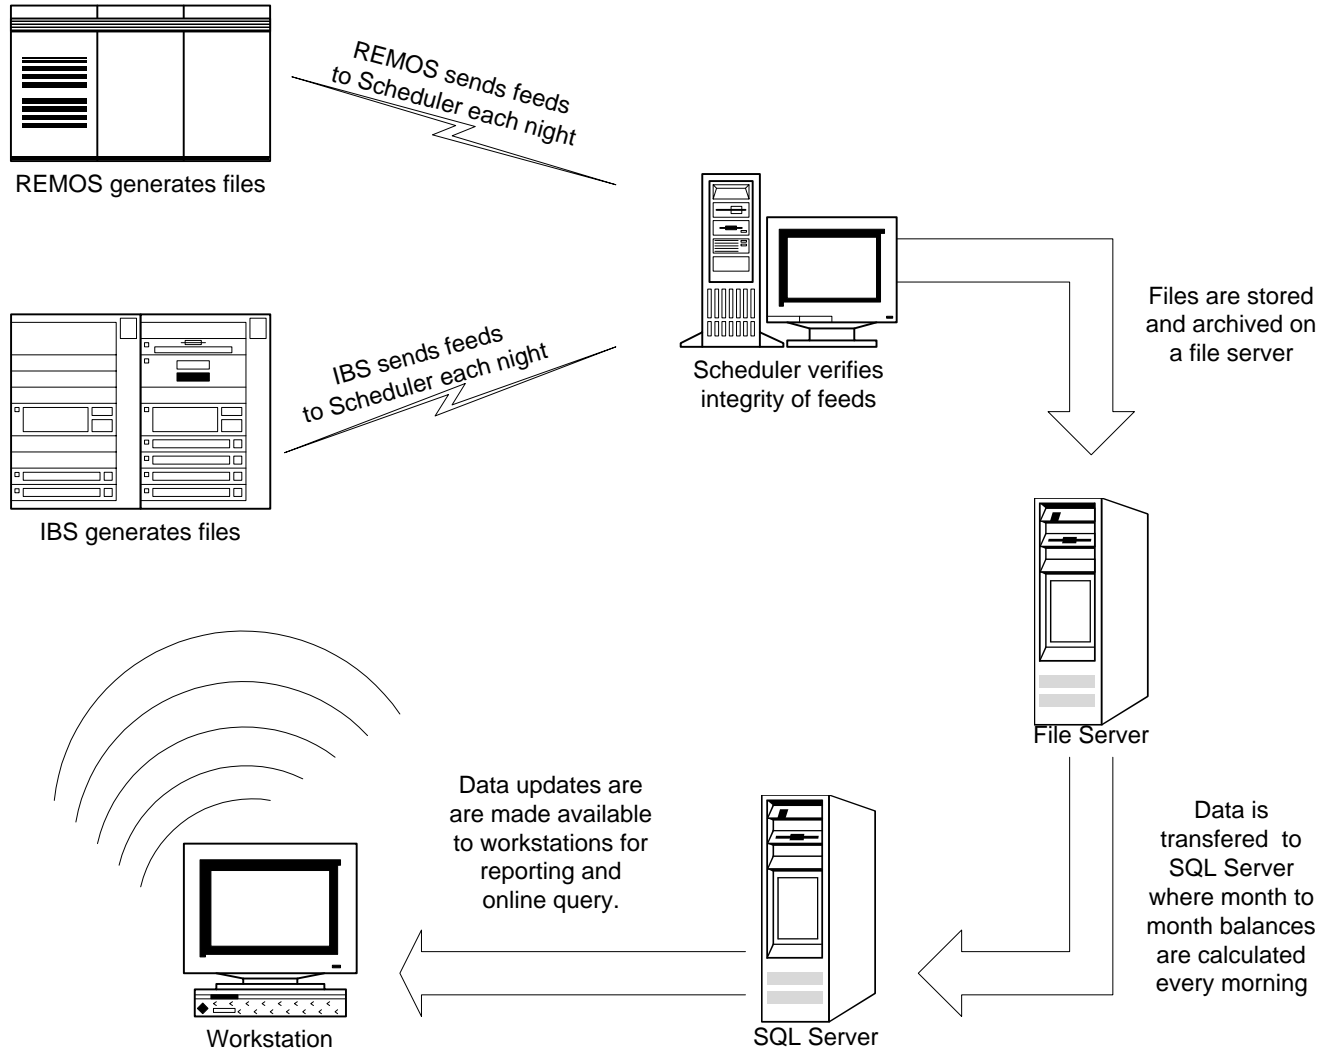 REMOS sends feeds
to Scheduler each night
REMOS generates files
IBS sends feeds
to Scheduler each night
IBS generates files
Scheduler verifies
integrity of feeds
Files are stored
and archived on
a file server
File Server
Data is
transfered  to
SQL Server
where month to
month balances
are calculated
every morning
SQL Server
Data updates are
are made available
to workstations for
reporting and
online query.
Workstation